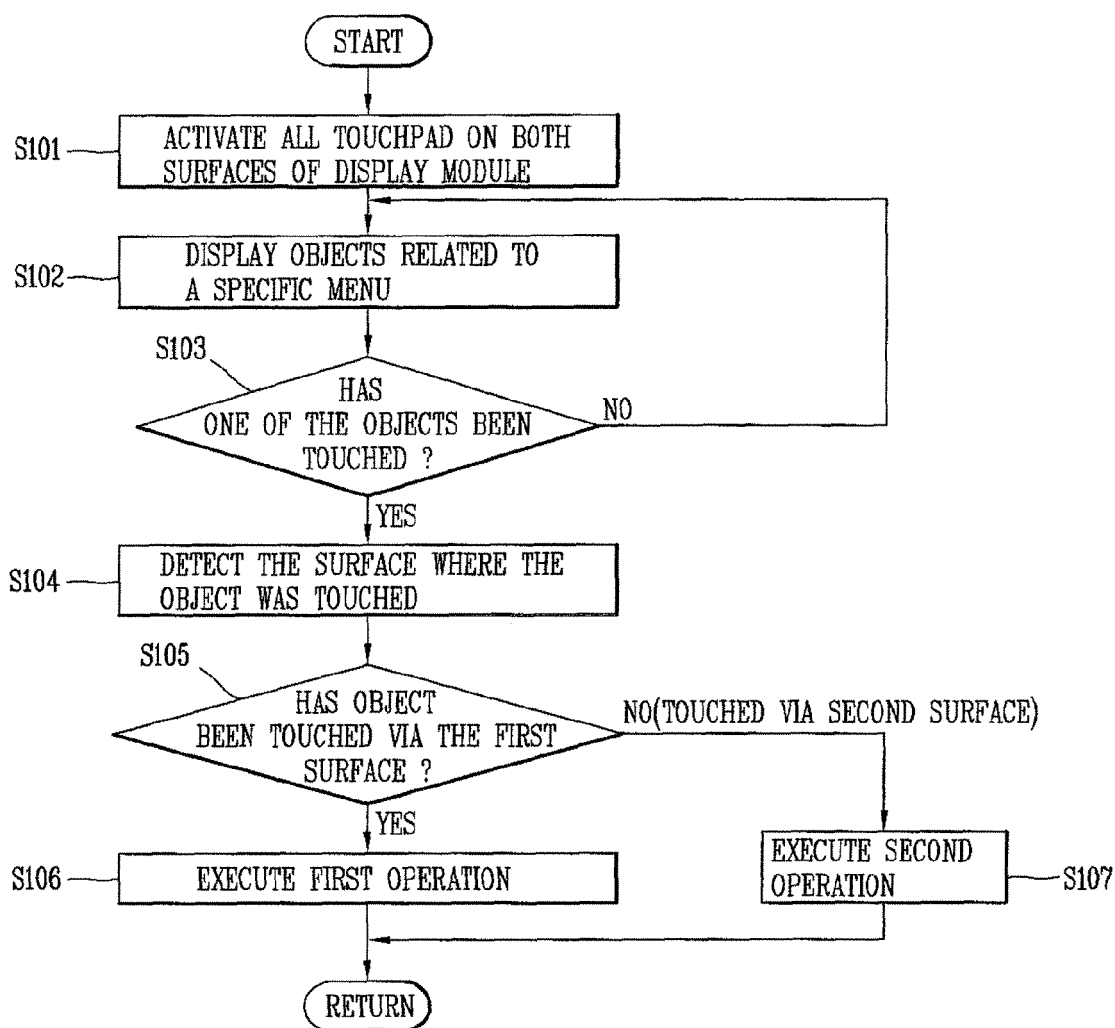 START
S101
ACTIVATE ALL TOUCHPAD ON BOTH
SURFACES OF DISPLAY MODULE
S102
DISPLAY OBJECTS RELATED TO
A SPECIFIC MENU
S103
HAS
ONE OF THE OBJECTS BEEN
TOUCHED ?
NO
YES
S104
DETECT THE SURFACE WHERE THE
OBJECT WAS TOUCHED
S105
HAS OBJECT
BEEN TOUCHED VIA THE FIRST
SURFACE ?
NO(TOUCHED VIA SECOND SURFACE)
YES
S106
EXECUTE FIRST OPERATION
EXECUTE SECOND
OPERATION
S107
RETURN